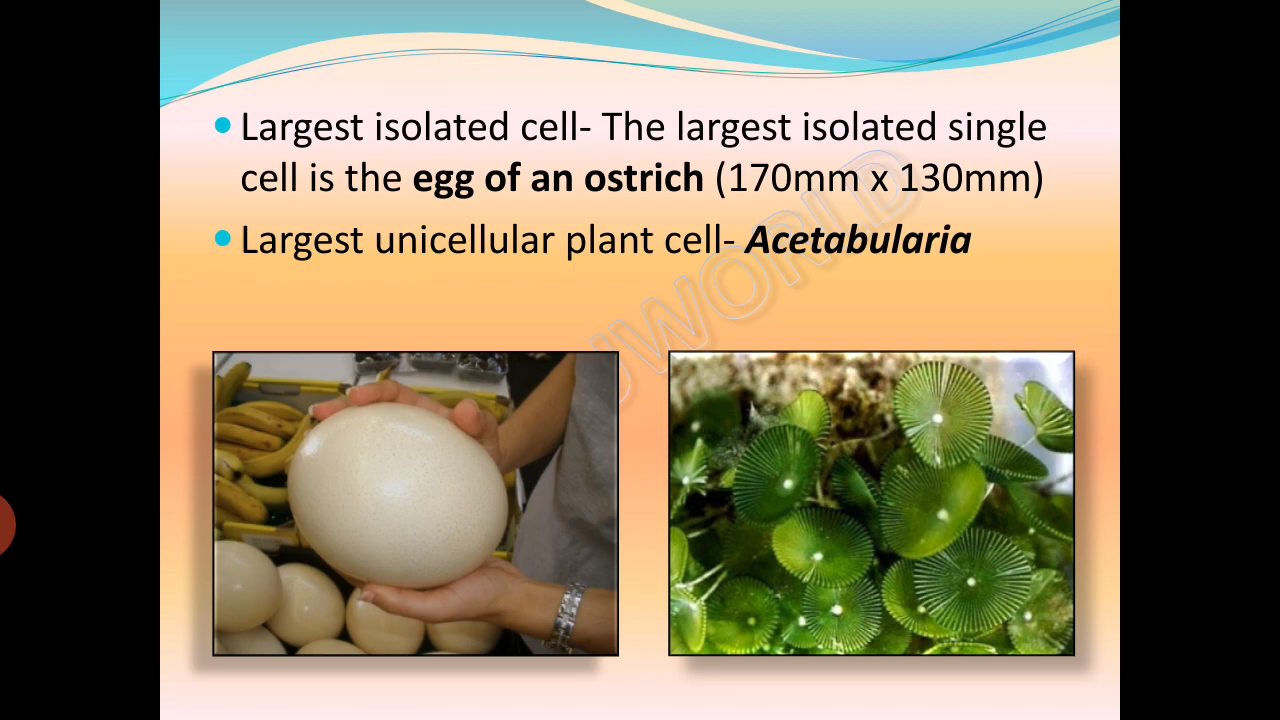 Largest isolated cell- The largest isolated single
cell is the egg of an ostrich (170mm x 130mm)
Largest unicellular plant cell- Acetabularia
UWORLD